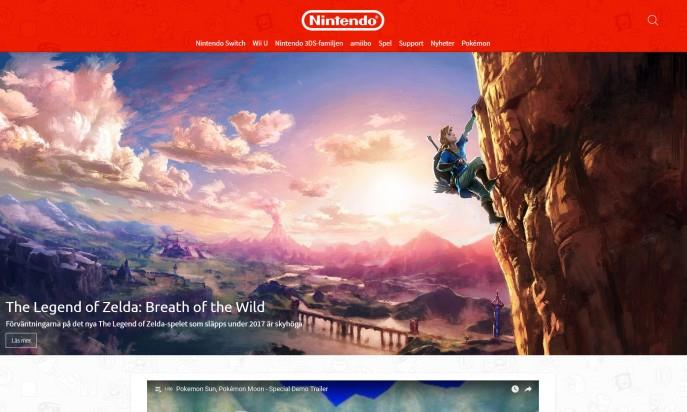 Nintendo
Nintendo Switch Wii U Nintendo 3DS-familjen amiibo Spel Support Nyheter Pokémon
The Legend of Zelda: Breath of the Wild
Förväntningarna på det nya The Legend of Zelda-spelet som släpps under 2017 är skyhöga
Läs mer
Pokemon Sun, Pokémon Moon - Special Demo Trailer